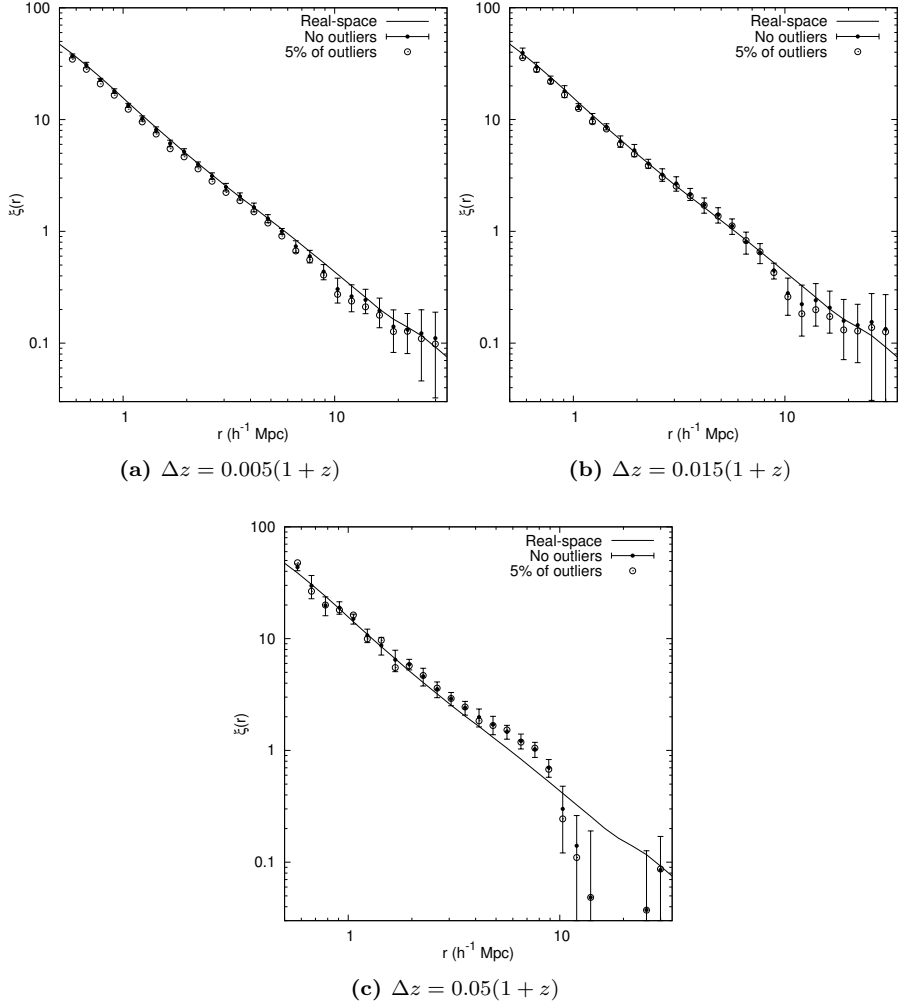 100
10
1
0.1
ξ(r)
1
10
r (h⁻¹ Mpc)
Real-space
No outliers
5% of outliers
(a) Δz = 0.005(1 + z)
100
10
1
0.1
ξ(r)
1
10
r (h⁻¹ Mpc)
Real-space
No outliers
5% of outliers
(b) Δz = 0.015(1 + z)
100
10
1
0.1
ξ(r)
1
10
r (h⁻¹ Mpc)
Real-space
No outliers
5% of outliers
(c) Δz = 0.05(1 + z)